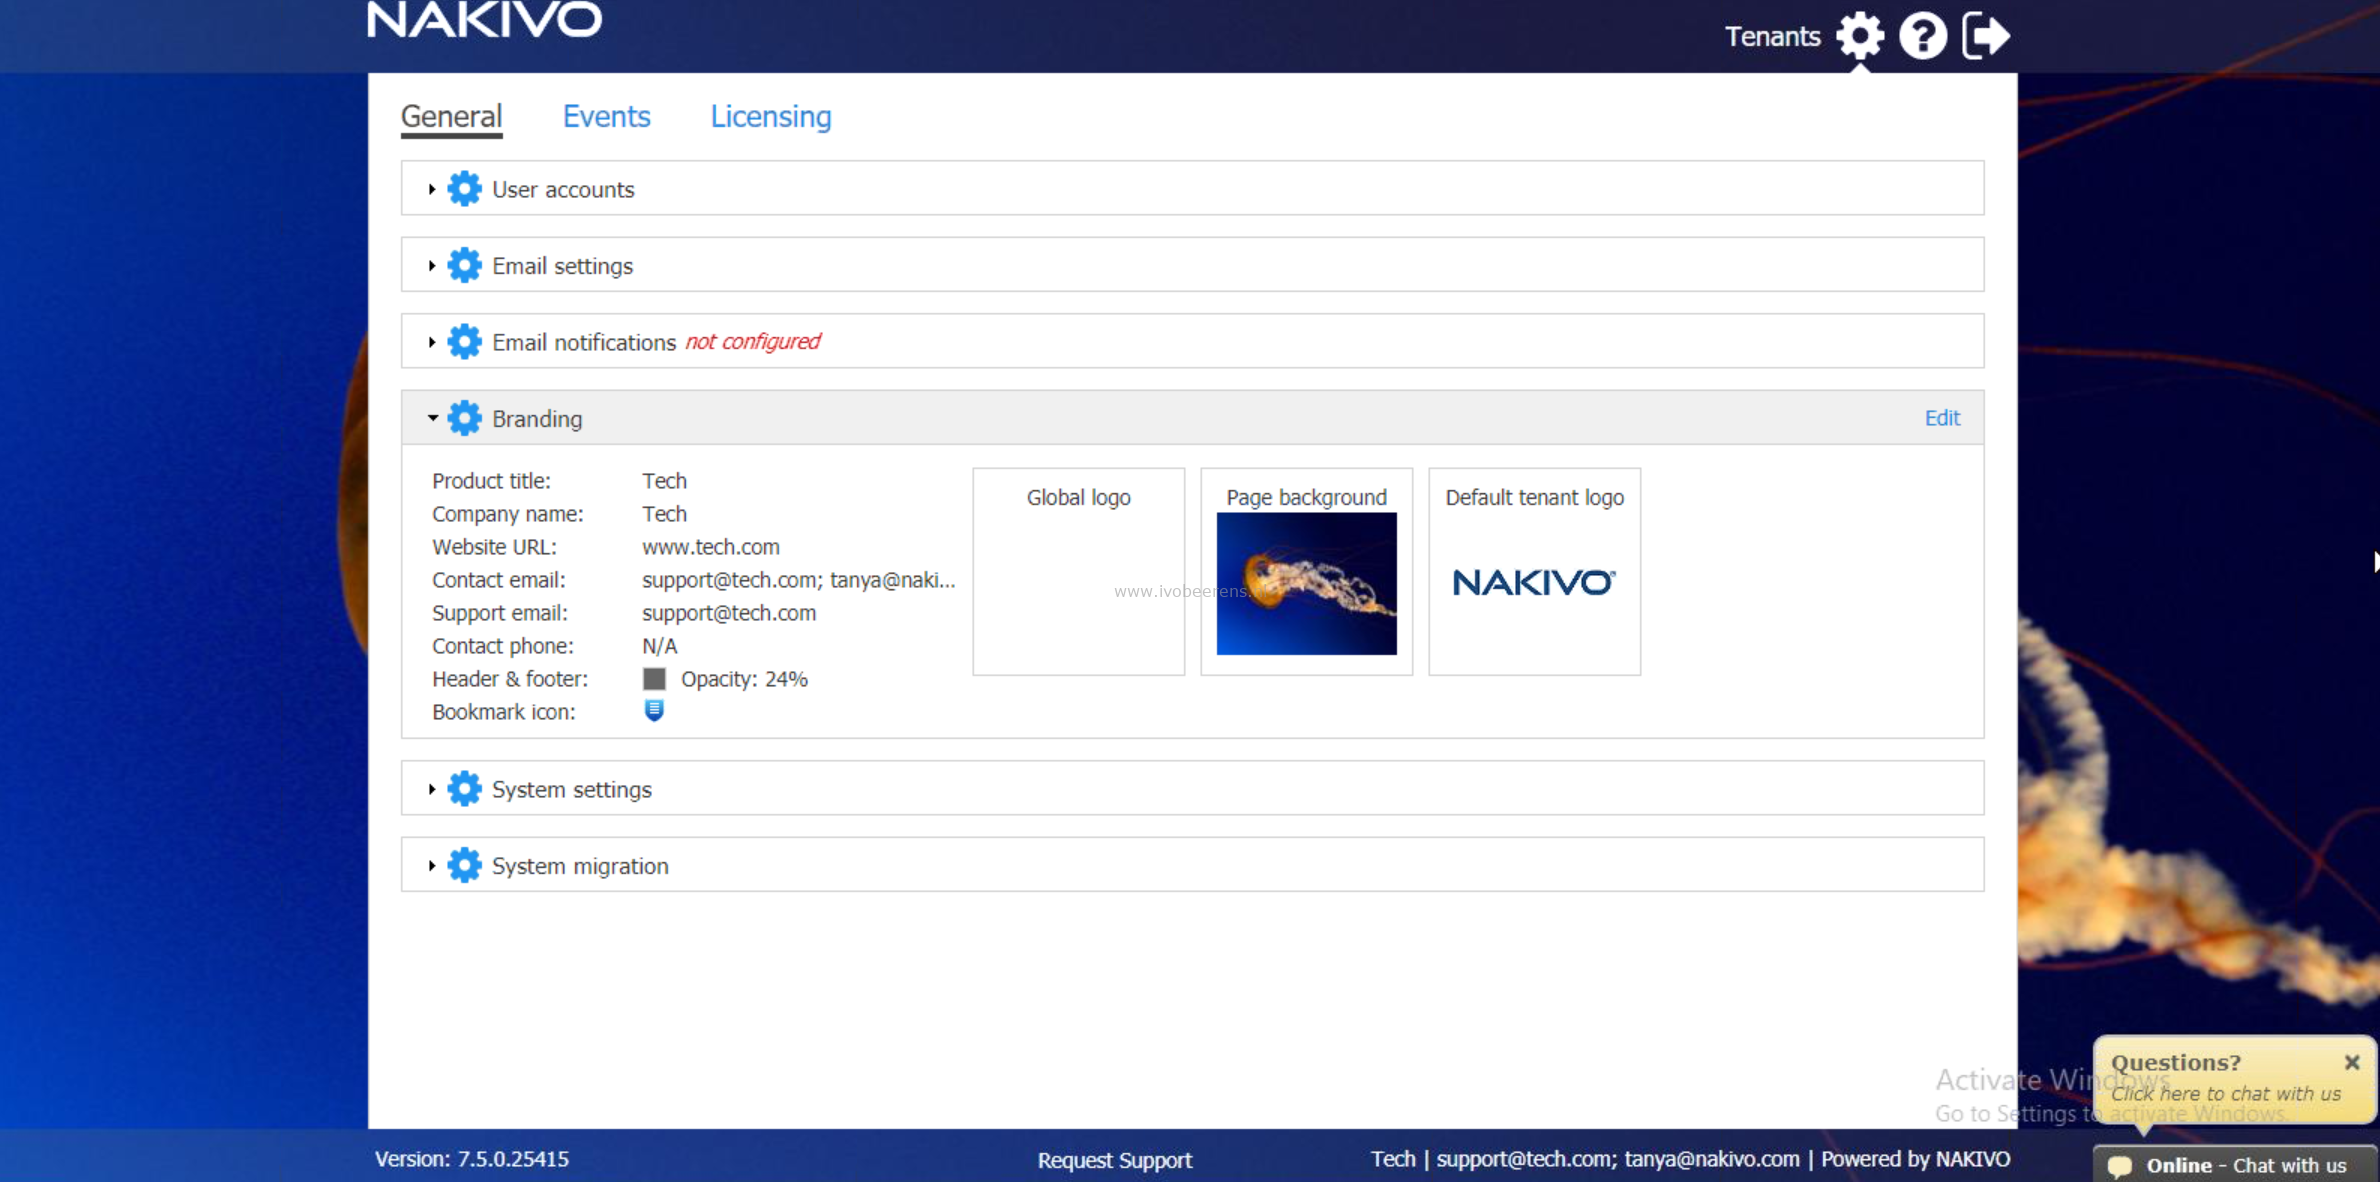 NAKIVO
Tenants
General Events Licensing
User accounts
Email settings
Email notifications not configured
Branding Edit
Product title: Tech
Company name: Tech
Website URL: www.tech.com
Contact email: support@tech.com; tanya@naki...
Support email: support@tech.com
Contact phone: N/A
Header & footer: Opacity: 24%
Bookmark icon:
Global logo
Page background
Default tenant logo
NAKIVO®
www.ivobeerens.
System settings
System migration
Questions?
Click here to chat with us
Activate Windows
Go to Settings to activate Windows.
Version: 7.5.0.25415
Request Support
Tech | support@tech.com; tanya@nakivo.com | Powered by NAKIVO
Online - Chat with us